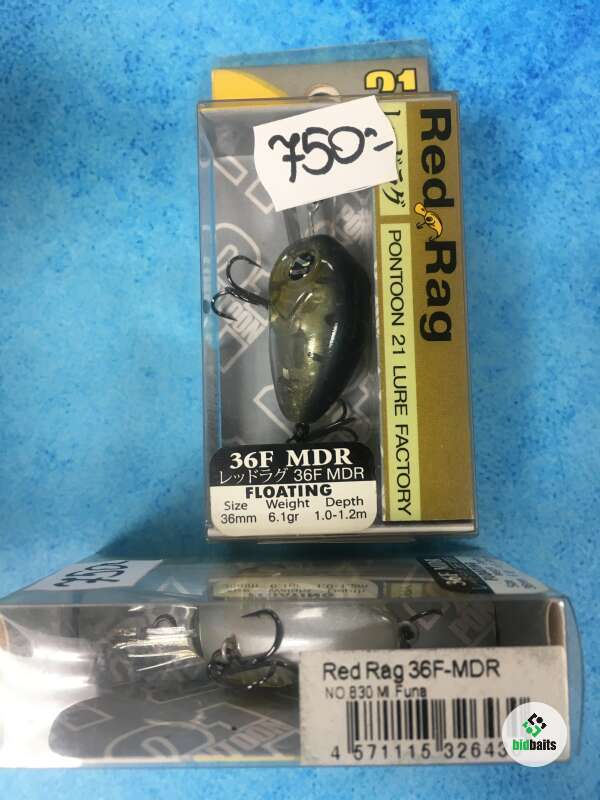 21
750:-
Red Rag
レッドラグ
PONTOON 21 LURE FACTORY
36F MDR
レッドラグ 36F MDR
FLOATING
Size Weight Depth
36mm 6.1gr 1.0-1.2m
Red Rag 36F-MDR
NO.830 MI Funa
4 571115 32643
bidbaits